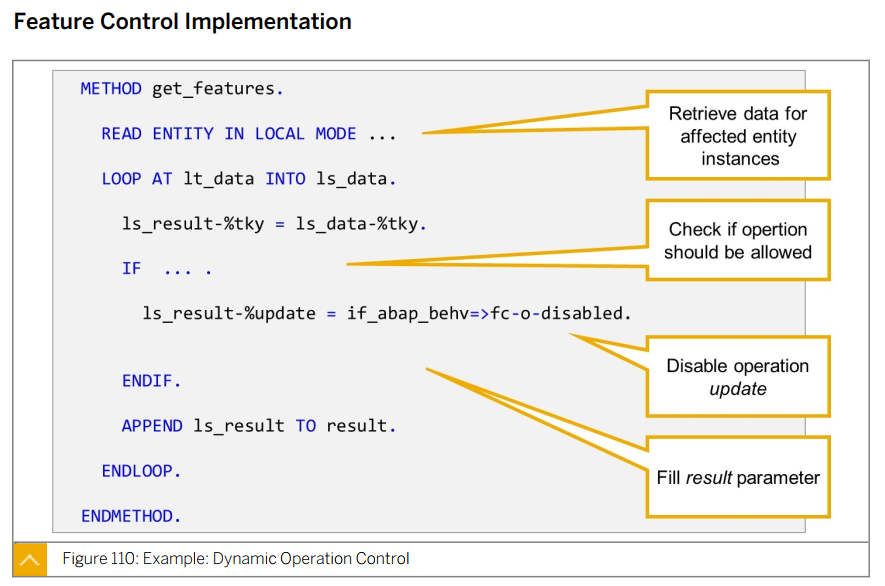 Feature Control Implementation
METHOD get_features.
READ ENTITY IN LOCAL MODE ...
LOOP AT lt_data INTO ls_data.
ls_result-%tky = ls_data-%tky.
IF ... .
ls_result-%update = if_abap_behv=>fc-o-disabled.
ENDIF.
APPEND ls_result TO result.
ENDLOOP.
ENDMETHOD.
Retrieve data for
affected entity
instances
Check if opertion
should be allowed
Disable operation
update
Fill result parameter
Figure 110: Example: Dynamic Operation Control